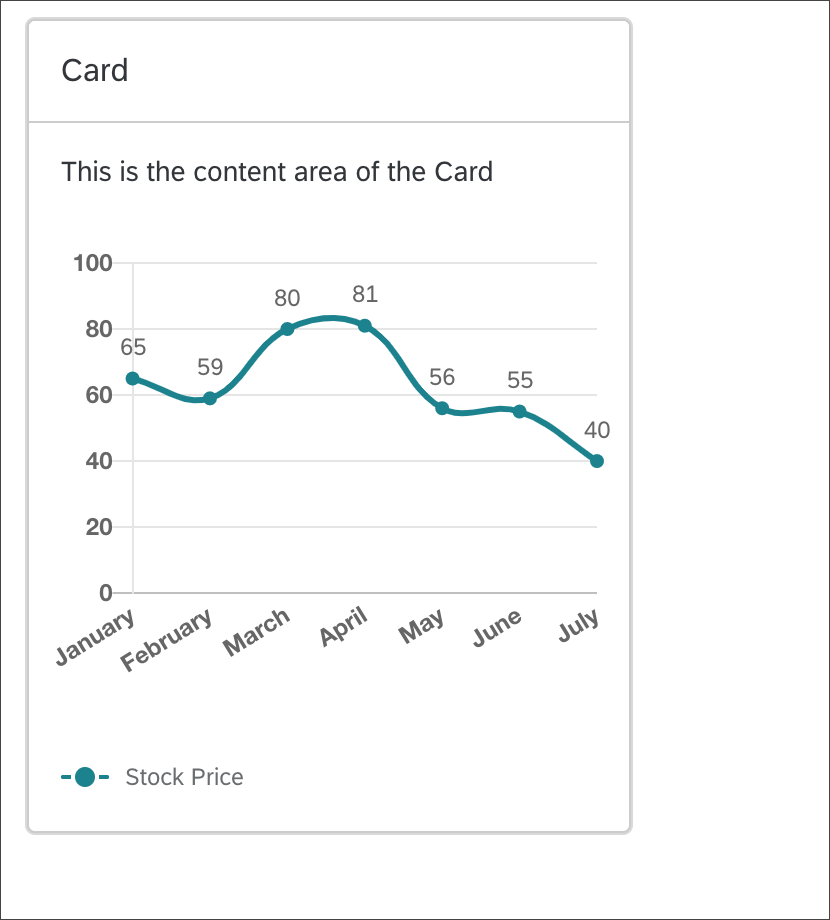 Card
This is the content area of the Card
100
80
60
40
20
0
65
59
80
81
56
55
40
January
February
March
April
May
June
July
Stock Price